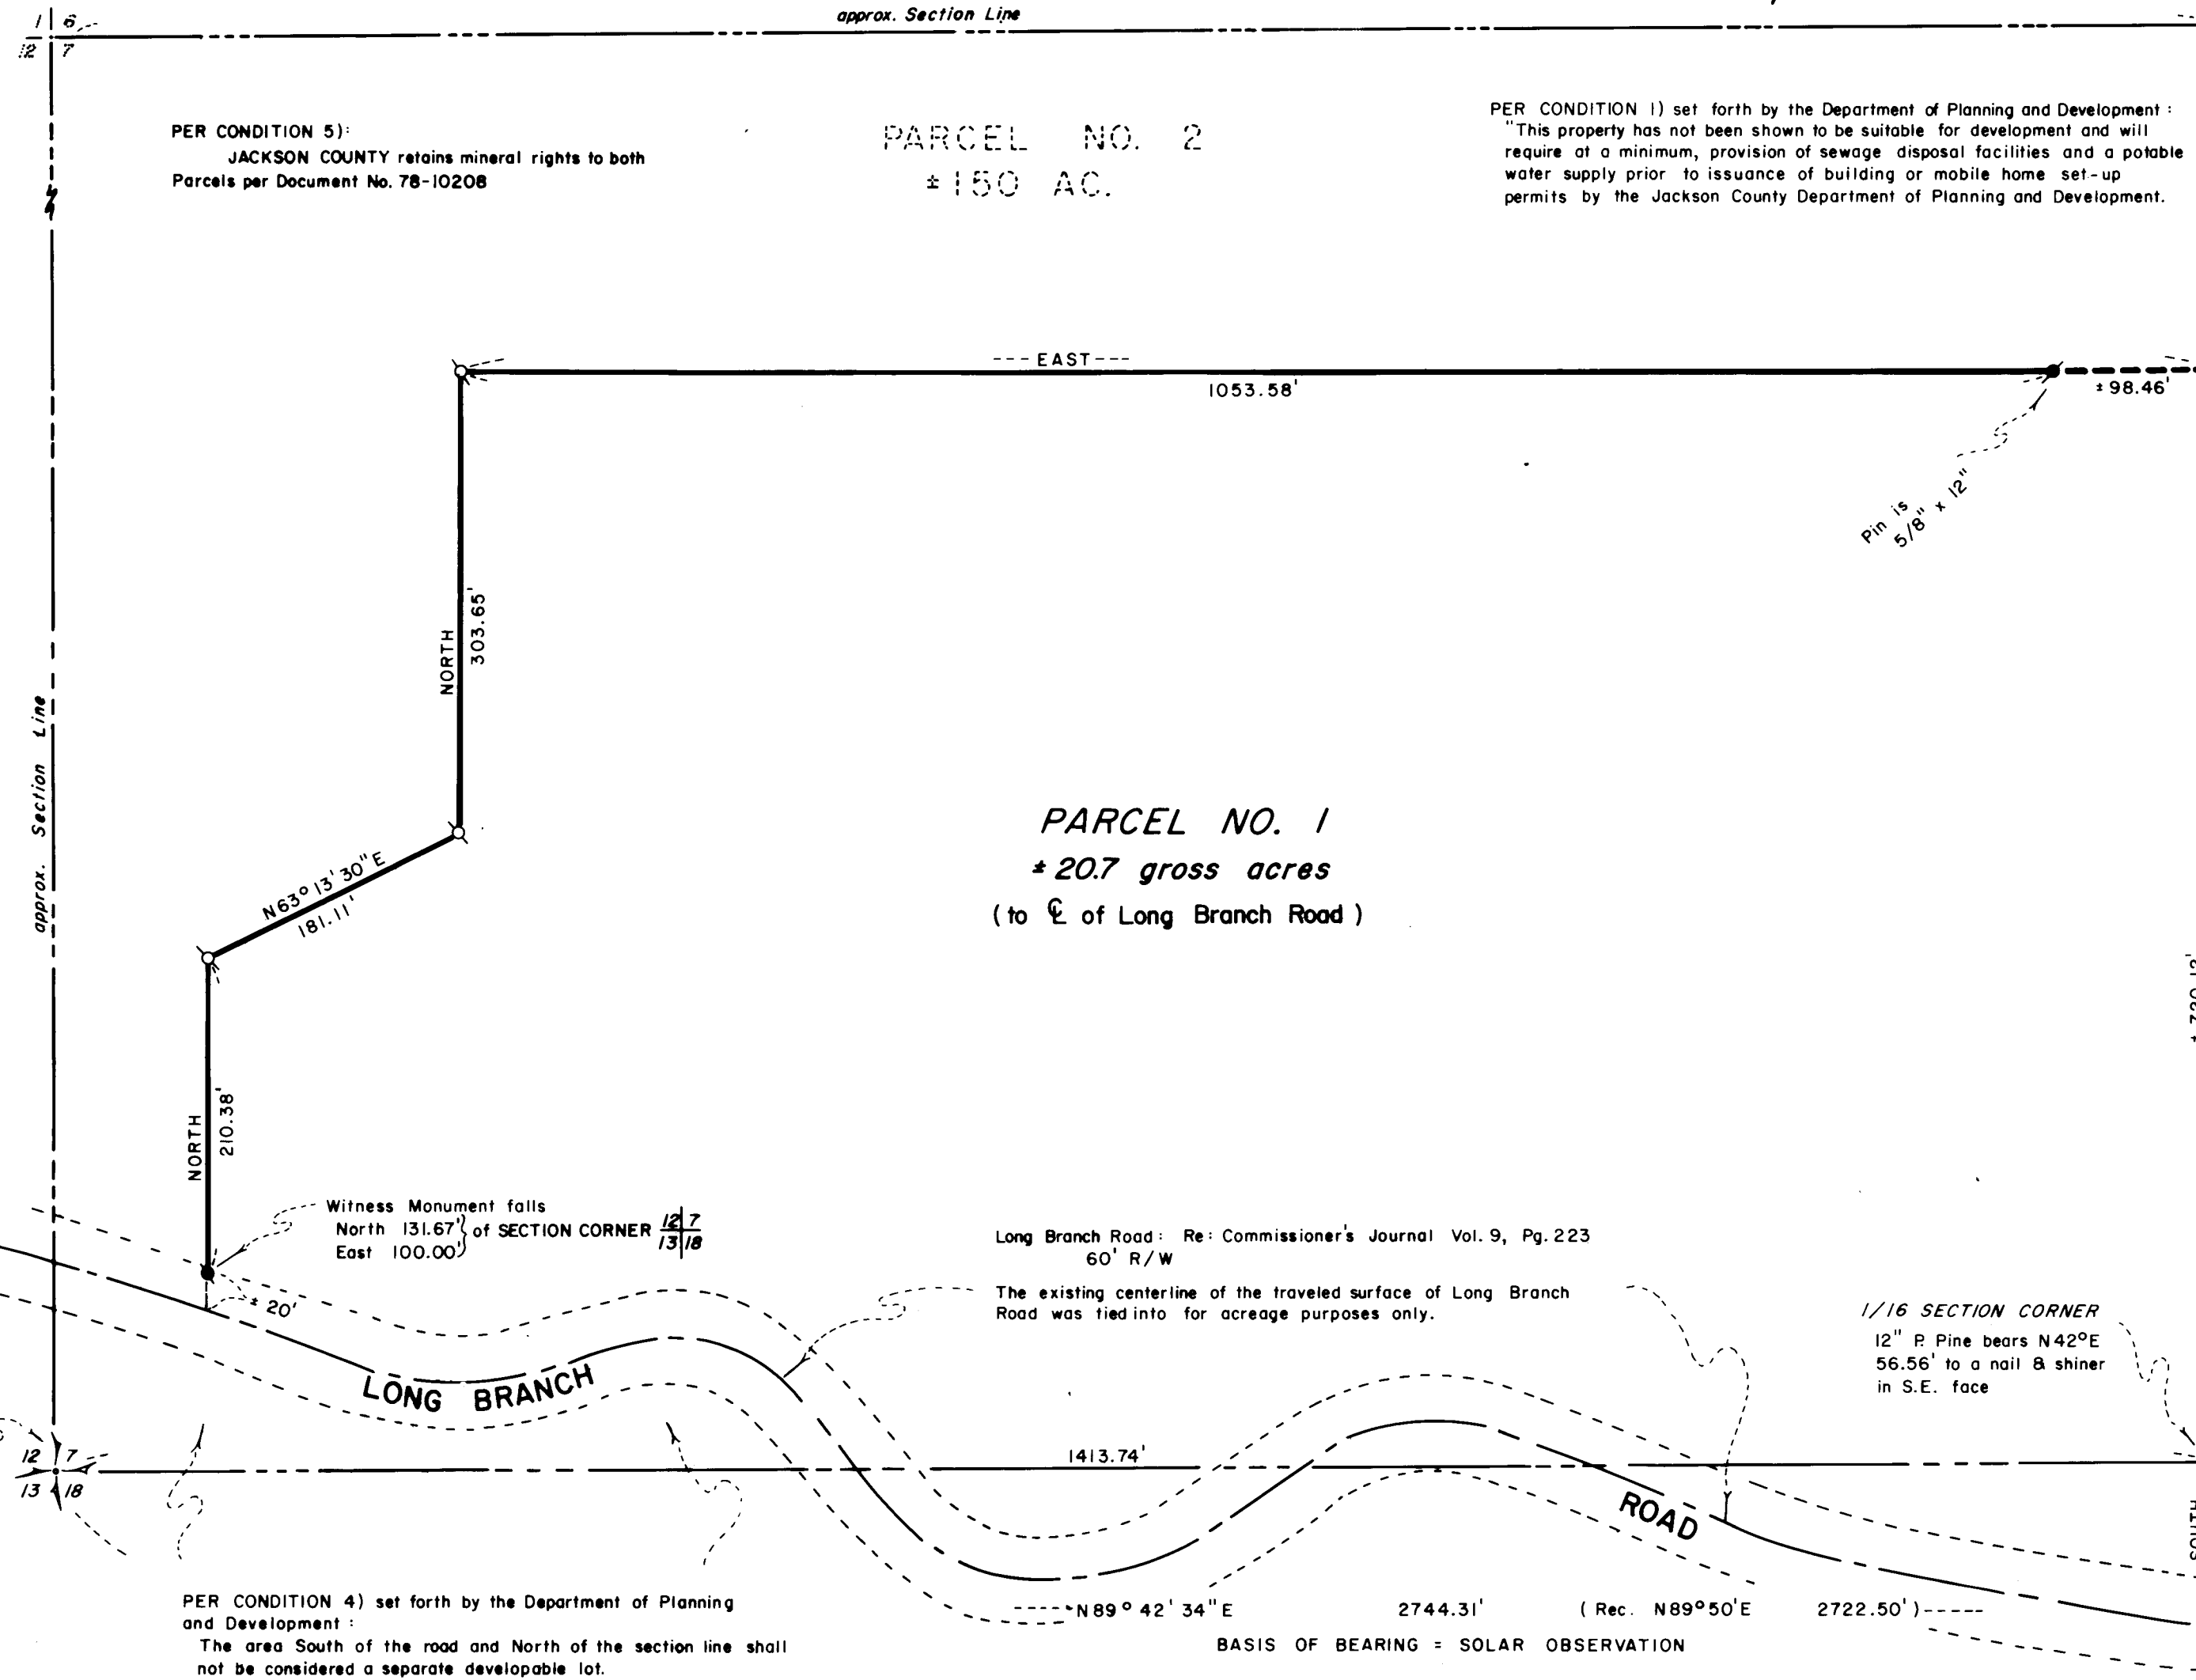 approx. Section Line
1 6
12 7
PER CONDITION 5):
JACKSON COUNTY retains mineral rights to both
Parcels per Document No. 78-10208
PARCEL NO. 2
± 150 AC.
PER CONDITION 1) set forth by the Department of Planning and Development :
"This property has not been shown to be suitable for development and will
require at a minimum, provision of sewage disposal facilities and a potable
water supply prior to issuance of building or mobile home set-up
permits by the Jackson County Department of Planning and Development.
--- EAST ---
1053.58'
± 98.46'
Pin is
5/8" x 12"
NORTH
303.65'
approx. Section Line
N63° 13' 30" E
181.11'
PARCEL NO. 1
± 20.7 gross acres
(to ℄ of Long Branch Road)
NORTH
210.38'
Witness Monument falls
North 131.67' } of SECTION CORNER 12 7
East 100.00' } 13 18
± 20'
Long Branch Road : Re: Commissioner's Journal Vol. 9, Pg. 223
60' R/W
The existing centerline of the traveled surface of Long Branch
Road was tied into for acreage purposes only.
1/16 SECTION CORNER
12" P. Pine bears N42°E
56.56' to a nail & shiner
in S.E. face
LONG BRANCH
ROAD
12 7
13 18
1413.74'
SOUTH
PER CONDITION 4) set forth by the Department of Planning
and Development :
The area South of the road and North of the section line shall
not be considered a separate developable lot.
N89° 42' 34" E 2744.31' (Rec. N89°50'E 2722.50')
BASIS OF BEARING = SOLAR OBSERVATION